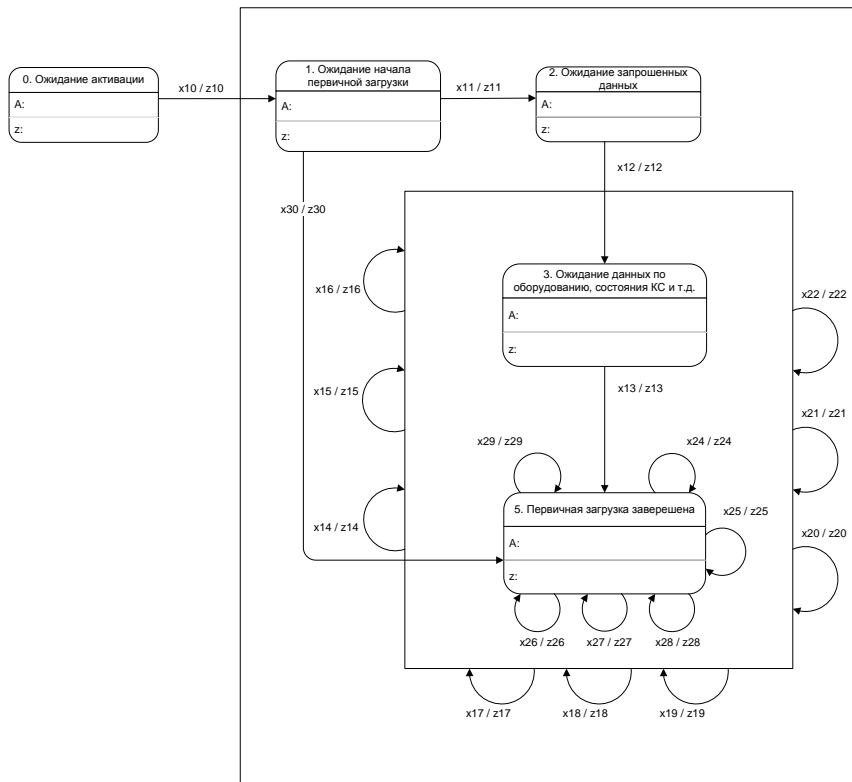 0. Ожидание активации
A:
z:
x10 / z10
1. Ожидание начала
первичной загрузки
A:
z:
x11 / z11
2. Ожидание запрошенных
данных
A:
z:
x12 / z12
x30 / z30
3. Ожидание данных по
оборудованию, состояния КС и т.д.
A:
z:
x16 / z16
x22 / z22
x15 / z15
x13 / z13
x21 / z21
x29 / z29
x24 / z24
5. Первичная загрузка заверешена
A:
z:
x25 / z25
x14 / z14
x20 / z20
x26 / z26
x27 / z27
x28 / z28
x17 / z17
x18 / z18
x19 / z19